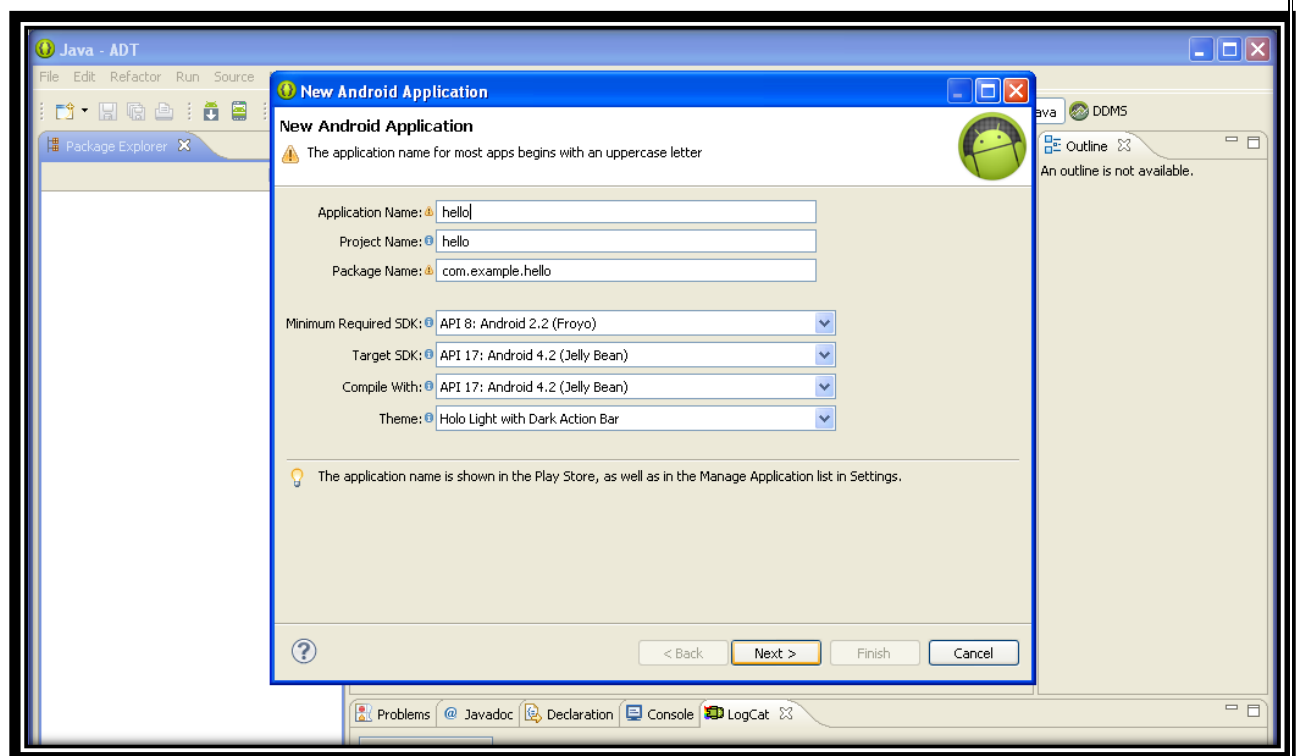 Java - ADT
File Edit Refactor Run Source
New Android Application
New Android Application
The application name for most apps begins with an uppercase letter
ava DDMS
Package Explorer
Outline
An outline is not available.
Application Name: hello
Project Name: hello
Package Name: com.example.hello
Minimum Required SDK: API 8: Android 2.2 (Froyo)
Target SDK: API 17: Android 4.2 (Jelly Bean)
Compile With: API 17: Android 4.2 (Jelly Bean)
Theme: Holo Light with Dark Action Bar
The application name is shown in the Play Store, as well as in the Manage Application list in Settings.
< Back Next > Finish Cancel
Problems @ Javadoc Declaration Console LogCat